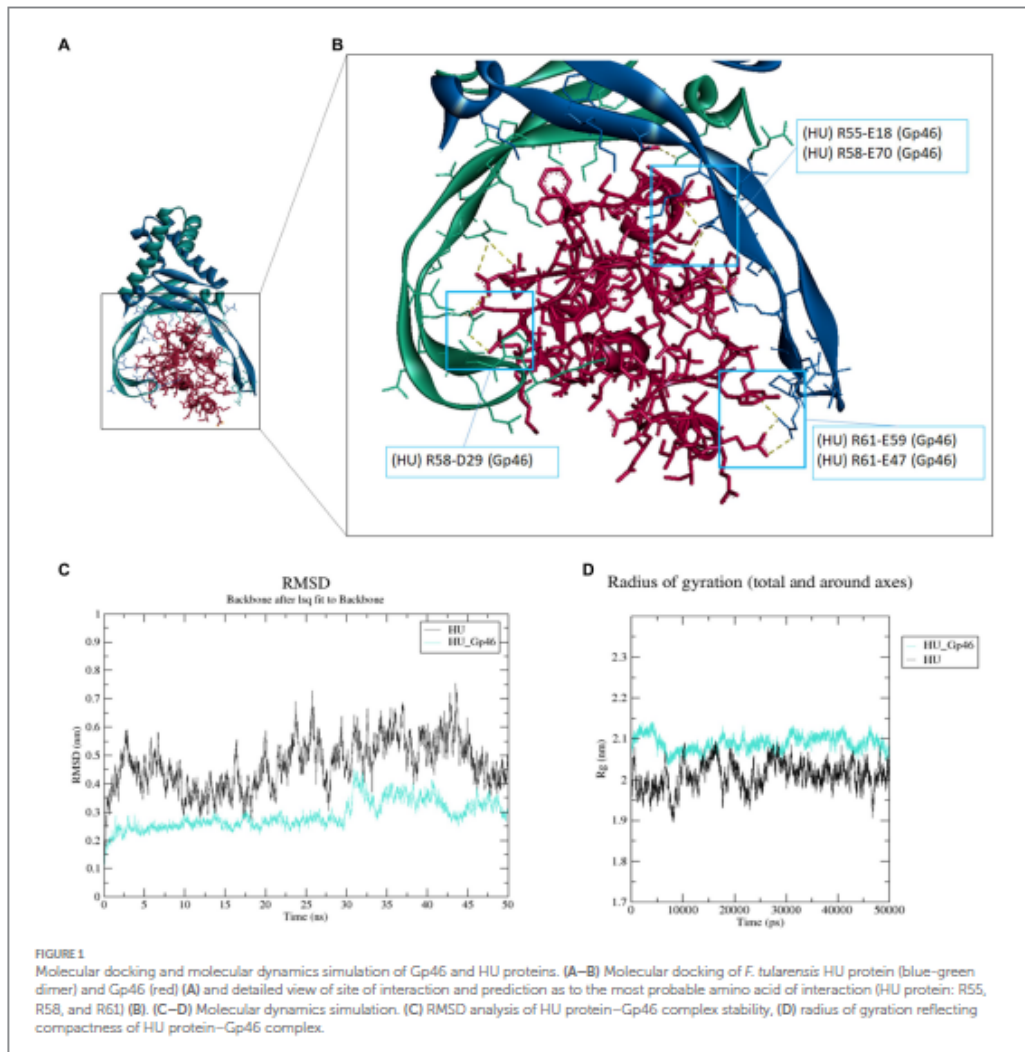 A
B
(HU) R55-E18 (Gp46)
(HU) R58-E70 (Gp46)
(HU) R58-D29 (Gp46)
(HU) R61-E59 (Gp46)
(HU) R61-E47 (Gp46)
C
RMSD
Backbone after lsq fit to Backbone
HU
HU_Gp46
RMSD (nm)
1
0.9
0.8
0.7
0.6
0.5
0.4
0.3
0.2
0.1
0
0 5 10 15 20 25 30 35 40 45 50
Time (ns)
D
Radius of gyration (total and around axes)
HU_Gp46
HU
Rg (nm)
2.3
2.2
2.1
2
1.9
1.8
1.7
0 10000 20000 30000 40000 50000
Time (ps)
FIGURE 1
Molecular docking and molecular dynamics simulation of Gp46 and HU proteins. (A–B) Molecular docking of F. tularensis HU protein (blue-green
dimer) and Gp46 (red) (A) and detailed view of site of interaction and prediction as to the most probable amino acid of interaction (HU protein: R55,
R58, and R61) (B). (C–D) Molecular dynamics simulation. (C) RMSD analysis of HU protein–Gp46 complex stability, (D) radius of gyration reflecting
compactness of HU protein–Gp46 complex.